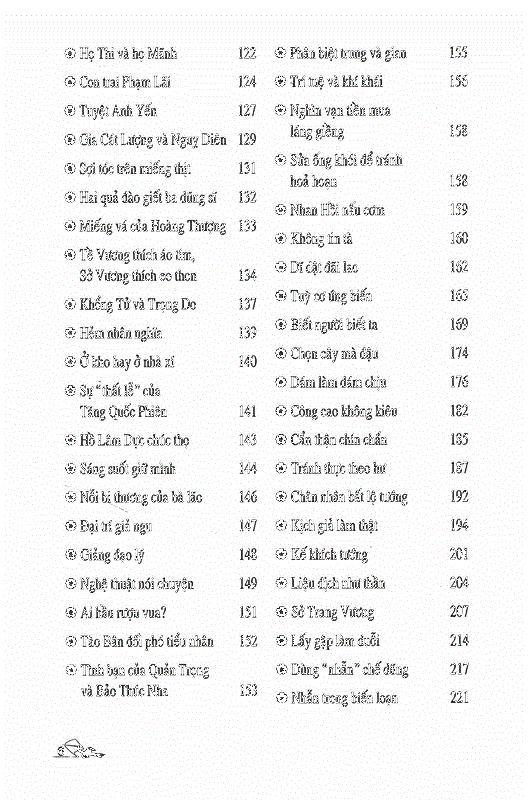 Họ Thi và họ Mãnh 122
Con trai Phạm Lãi 124
Tuyệt Anh Yến 127
Gia Cát Lượng và Nguỵ Diên 129
Sợi tóc trên miếng thịt 131
Hai quả đào giết ba dũng sĩ 132
Miếng vá của Hoàng Thượng 133
Tề Vương thích áo tím,
Sở Vương thích eo thon 134
Khổng Tử và Trọng Do 137
Hẻm nhân nghĩa 139
Ở kho hay ở nhà xí 140
Sự "thất lễ" của
Tăng Quốc Phiên 141
Hồ Lâm Dực chúc thọ 143
Sáng suốt giữ mình 144
Nỗi bi thương của bà lão 146
Đại trí giả ngu 147
Giảng đạo lý 148
Nghệ thuật nói chuyện 149
Ai hầu rượu vua? 151
Tào Bân đối phó tiểu nhân 152
Tình bạn của Quản Trọng
và Bảo Thúc Nha 153
Phân biệt trung và gian 155
Trí tuệ và khí khái 156
Nghìn vạn tiền mua
láng giềng 158
Sửa ống khói để tránh
hoả hoạn 158
Nhan Hồi nấu cơm 159
Không tin tà 160
Dĩ dật đãi lao 162
Tuỳ cơ ứng biến 165
Biết người biết ta 169
Chọn cây mà đậu 174
Dám làm dám chịu 176
Công cao không kiêu 182
Cẩn thận chín chắn 185
Tránh thực theo hư 187
Chân nhân bất lộ tướng 192
Kịch giả làm thật 194
Kế khích tướng 201
Liệu địch như thần 204
Sở Trang Vương 207
Lấy gập làm duỗi 214
Dùng "nhẫn" chế động 217
Nhẫn trong biến loạn 221